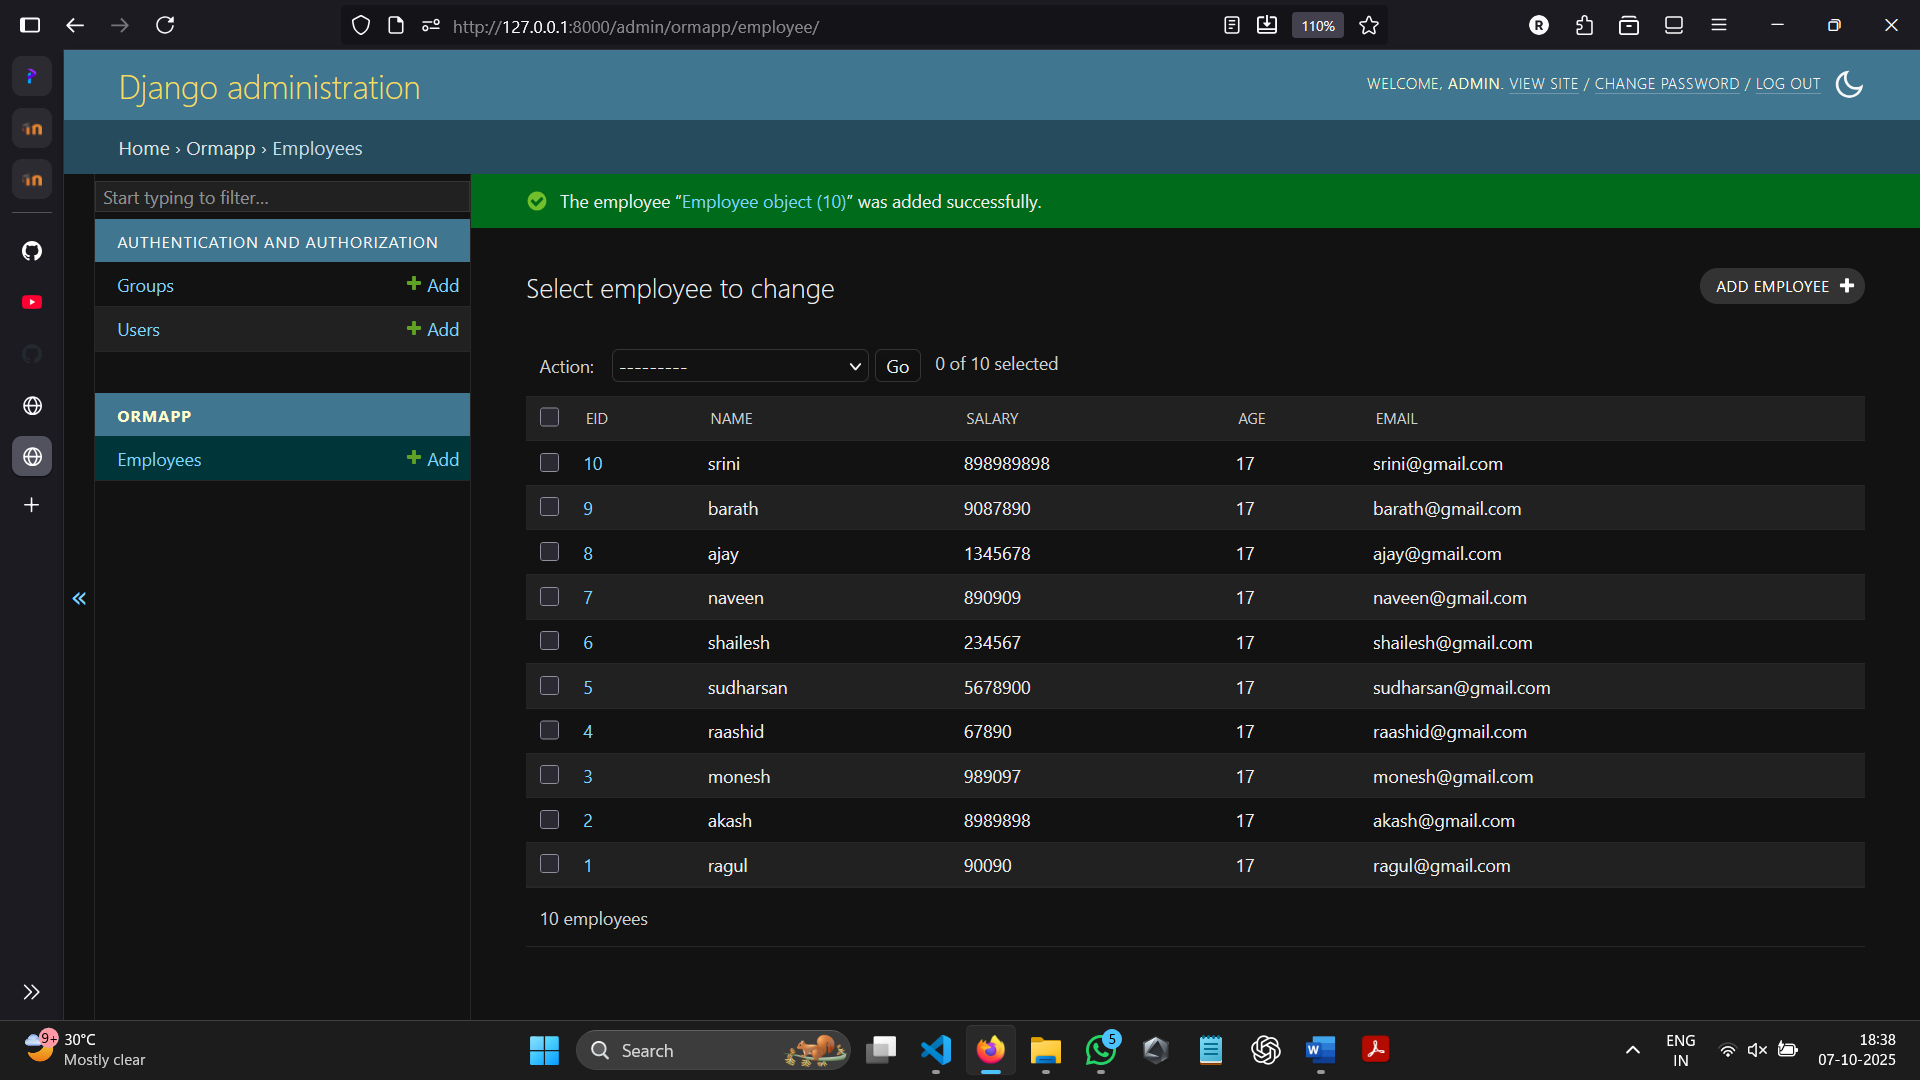 http://127.0.0.1:8000/admin/ormapp/employee/
110%
R
Django administration
WELCOME, ADMIN. VIEW SITE / CHANGE PASSWORD / LOG OUT
Home › Ormapp › Employees
Start typing to filter...
The employee “Employee object (10)” was added successfully.
AUTHENTICATION AND AUTHORIZATION
Groups Add
Users Add
ORMAPP
Employees Add
«
Select employee to change
ADD EMPLOYEE
Action: --------- Go 0 of 10 selected
EID NAME SALARY AGE EMAIL
10 srini 898989898 17 srini@gmail.com
9 barath 9087890 17 barath@gmail.com
8 ajay 1345678 17 ajay@gmail.com
7 naveen 890909 17 naveen@gmail.com
6 shailesh 234567 17 shailesh@gmail.com
5 sudharsan 5678900 17 sudharsan@gmail.com
4 raashid 67890 17 raashid@gmail.com
3 monesh 989097 17 monesh@gmail.com
2 akash 8989898 17 akash@gmail.com
1 ragul 90090 17 ragul@gmail.com
10 employees
9+
30°C
Mostly clear
Search
5
W
ENG
IN
18:38
07-10-2025